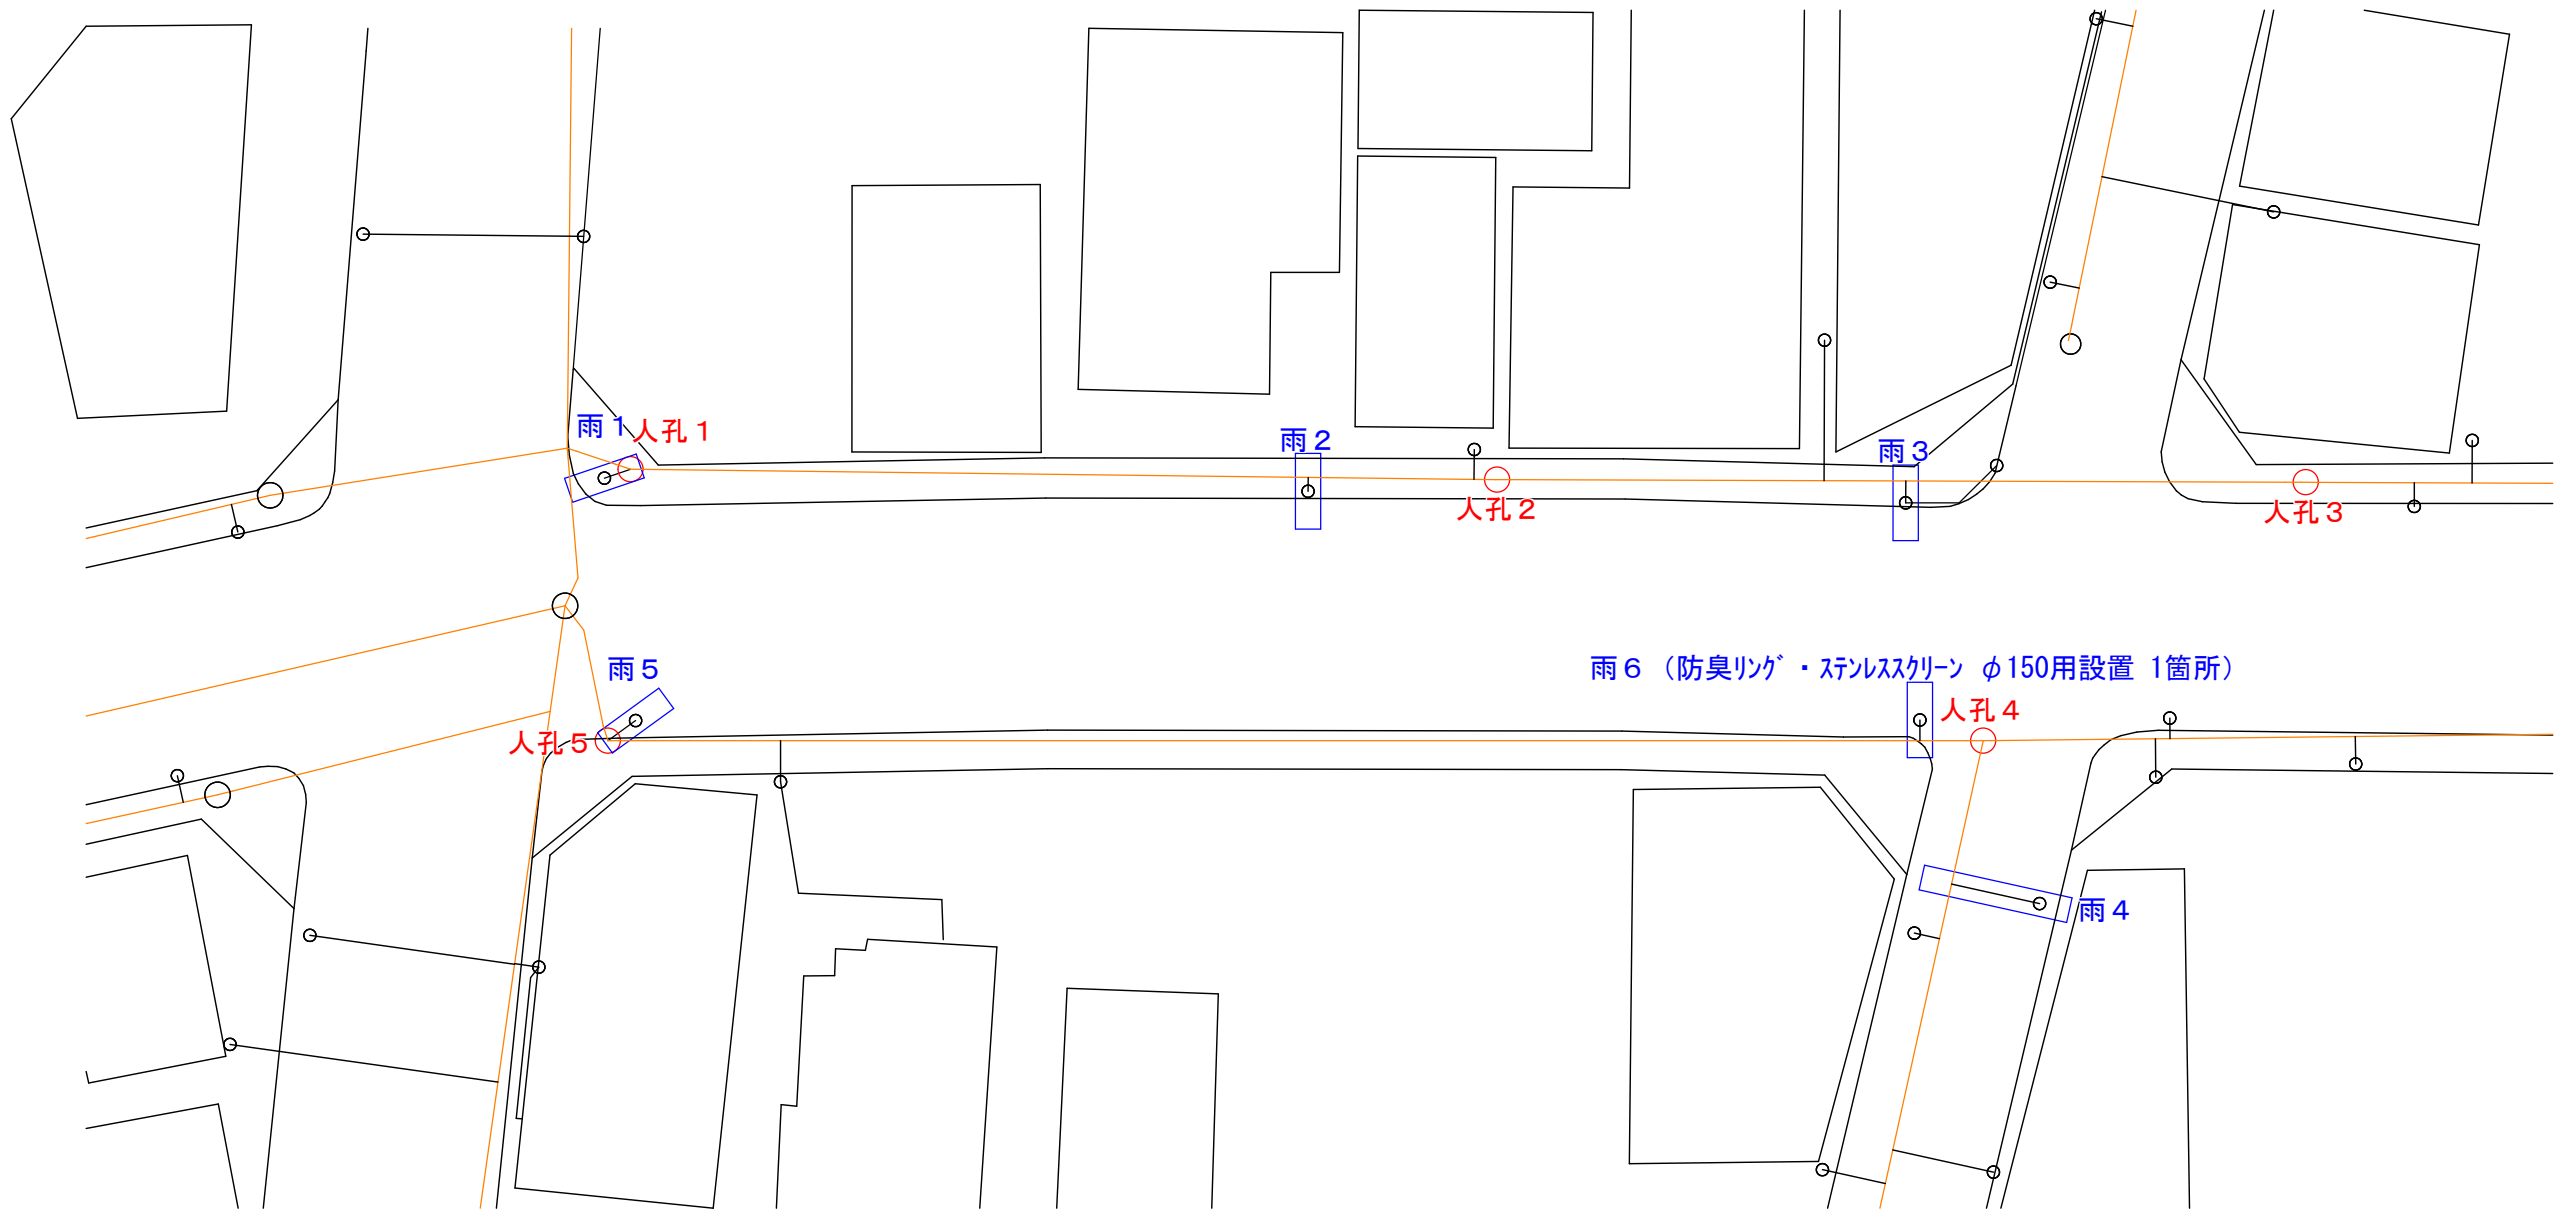 雨１
人孔１
雨２
雨３
人孔２
人孔３
雨５
雨６（防臭ﾘﾝｸﾞ・ｽﾃﾝﾚｽｽｸﾘｰﾝ φ150用設置 1箇所）
人孔４
人孔５
雨４